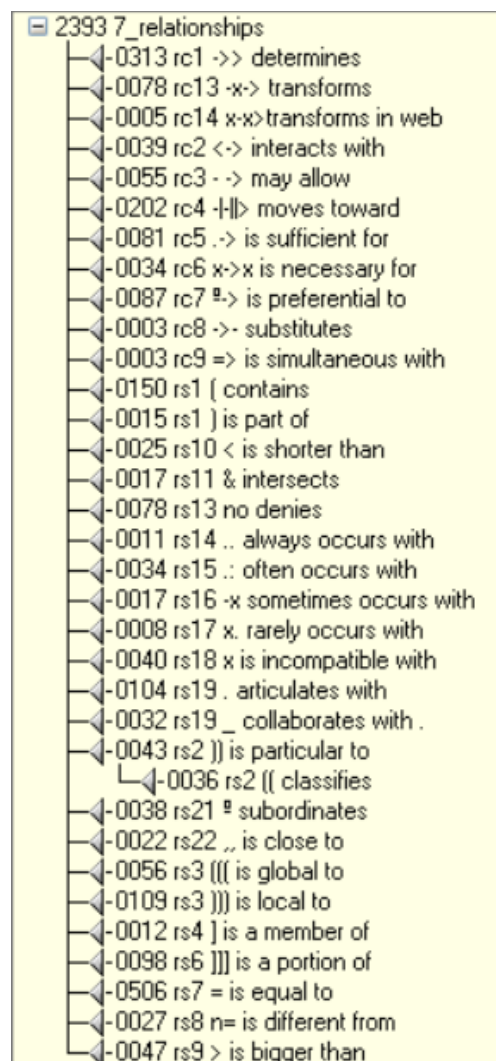 2393 7_relationships
-0313 rc1 ->> determines
-0078 rc13 -x-> transforms
-0005 rc14 x-x>transforms in web
-0039 rc2 <-> interacts with
-0055 rc3 - -> may allow
-0202 rc4 -|-||> moves toward
-0081 rc5 .-> is sufficient for
-0034 rc6 x->x is necessary for
-0087 rc7 º-> is preferential to
-0003 rc8 ->- substitutes
-0003 rc9 => is simultaneous with
-0150 rs1 ( contains
-0015 rs1 ) is part of
-0025 rs10 < is shorter than
-0017 rs11 & intersects
-0078 rs13 no denies
-0011 rs14 .. always occurs with
-0034 rs15 .: often occurs with
-0017 rs16 -x sometimes occurs with
-0008 rs17 x. rarely occurs with
-0040 rs18 x is incompatible with
-0104 rs19 . articulates with
-0032 rs19 _ collaborates with .
-0043 rs2 )) is particular to
-0036 rs2 (( classifies
-0038 rs21 º subordinates
-0022 rs22 ,, is close to
-0056 rs3 ((( is global to
-0109 rs3 ))) is local to
-0012 rs4 ] is a member of
-0098 rs6 ]]] is a portion of
-0506 rs7 = is equal to
-0027 rs8 n= is different from
-0047 rs9 > is bigger than